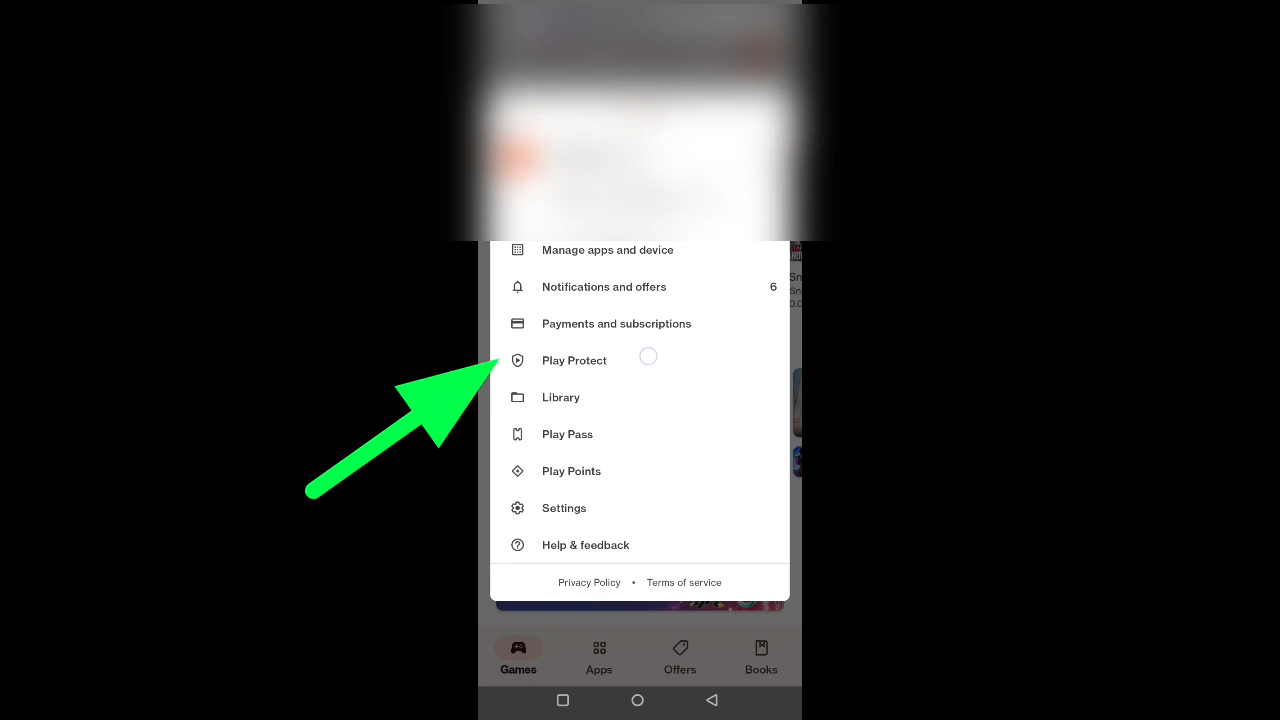 Manage apps and device
Notifications and offers 6
Payments and subscriptions
Play Protect
Library
Play Pass
Play Points
Settings
Help & feedback
Privacy Policy • Terms of service
Games Apps Offers Books